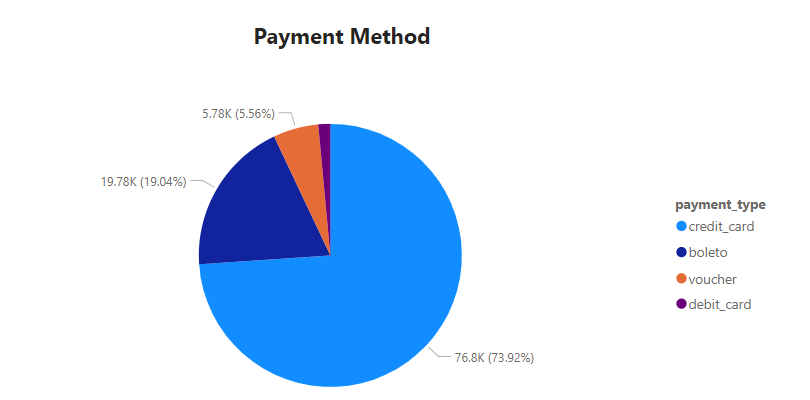 Payment Method
5.78K (5.56%)
19.78K (19.04%)
76.8K (73.92%)
payment_type
credit_card
boleto
voucher
debit_card